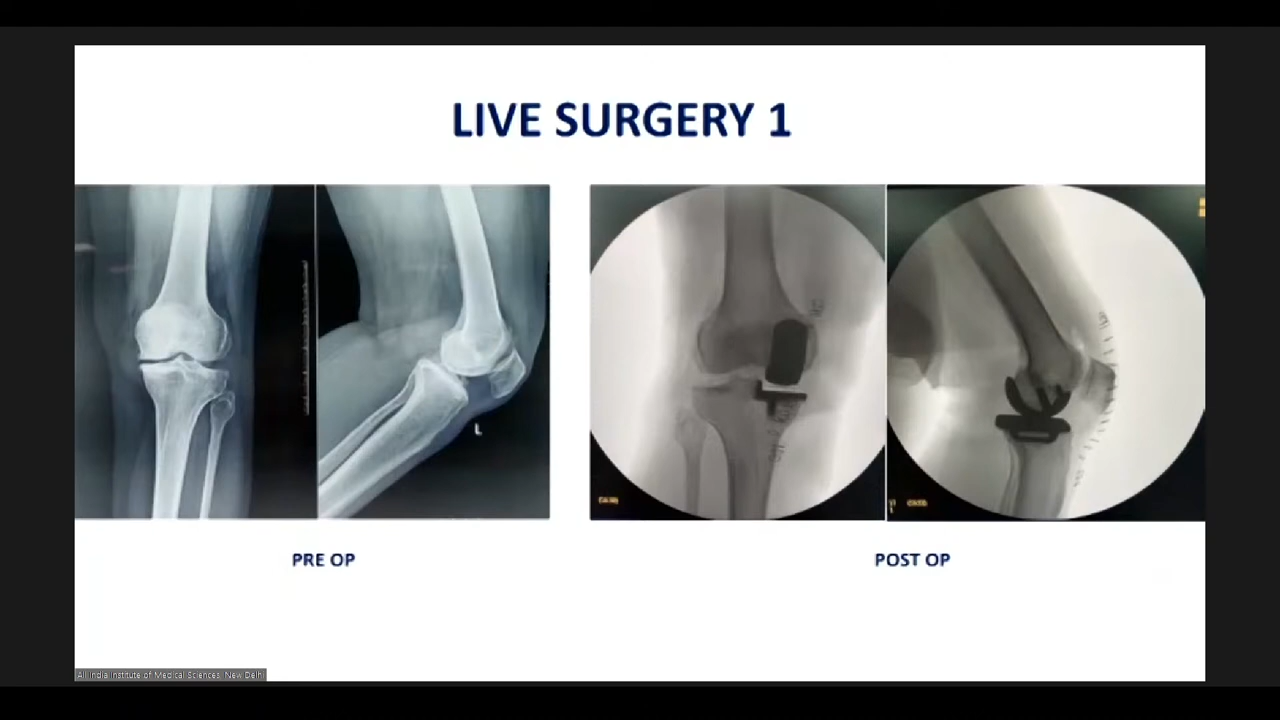 LIVE SURGERY 1
L
PRE OP
POST OP
All India Institute of Medical Sciences, New Delhi